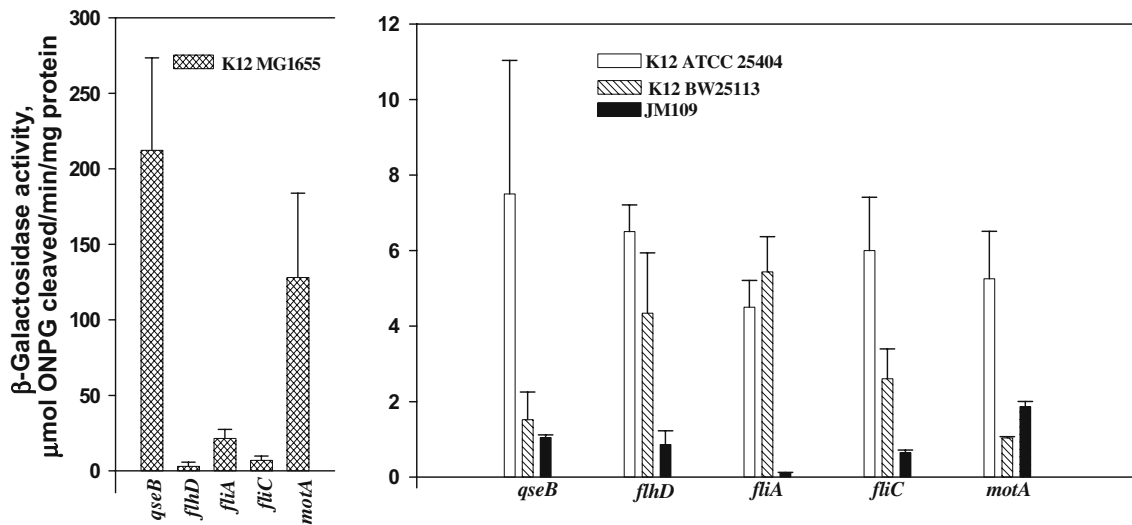 β-Galactosidase activity,
μmol ONPG cleaved/min/mg protein
300
250
200
150
100
50
0
K12 MG1655
qseB
flhD
fliA
fliC
motA
12
10
8
6
4
2
0
K12 ATCC 25404
K12 BW25113
JM109
qseB
flhD
fliA
fliC
motA